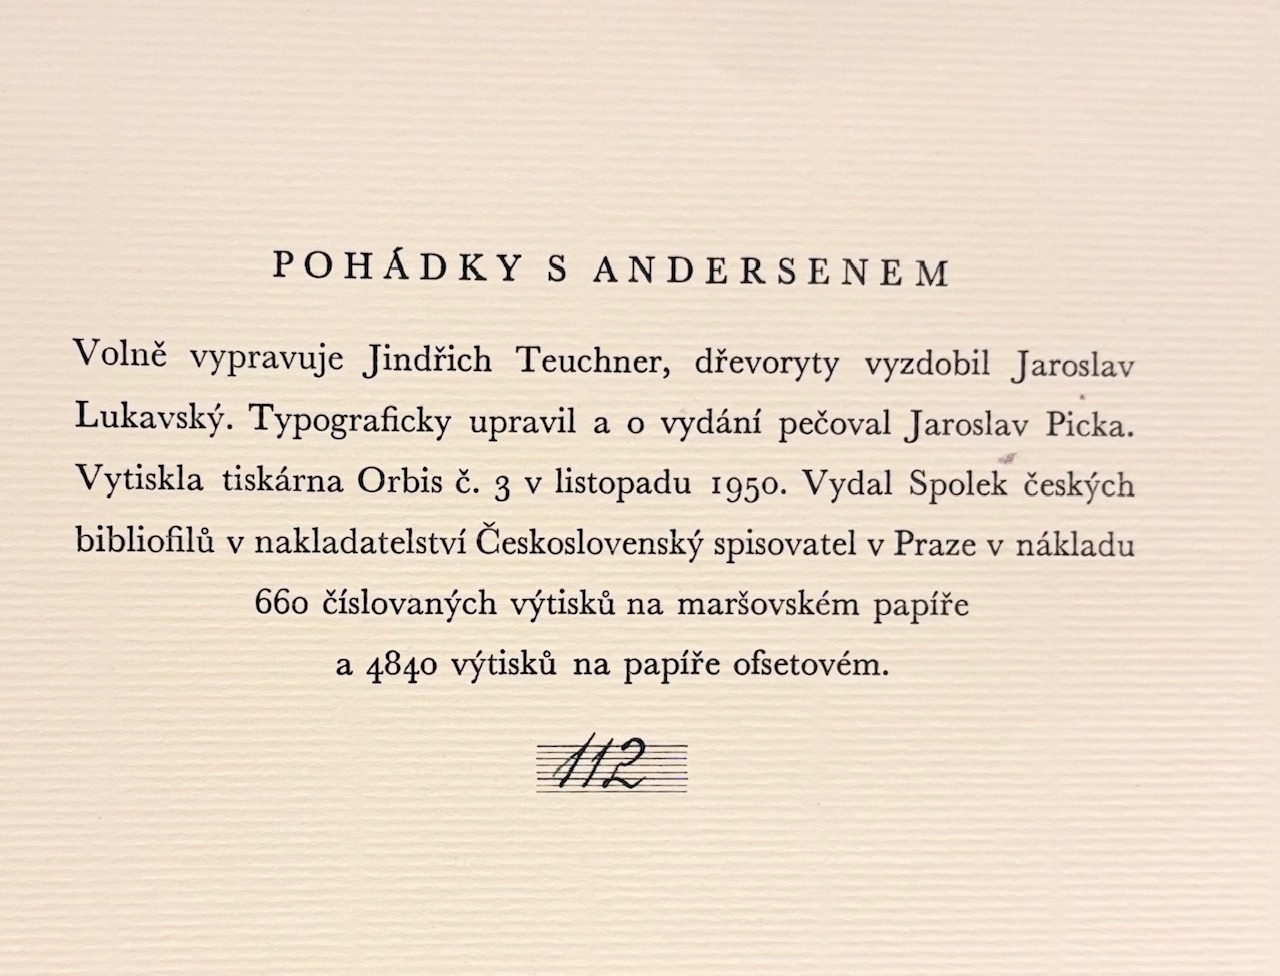 POHÁDKY S ANDERSENEM
Volně vypravuje Jindřich Teuchner, dřevoryty vyzdobil Jaroslav
Lukavský. Typograficky upravil a o vydání pečoval Jaroslav Picka.
Vytiskla tiskárna Orbis č. 3 v listopadu 1950. Vydal Spolek českých
bibliofilů v nakladatelství Československý spisovatel v Praze v nákladu
660 číslovaných výtisků na maršovském papíře
a 4840 výtisků na papíře ofsetovém.
112